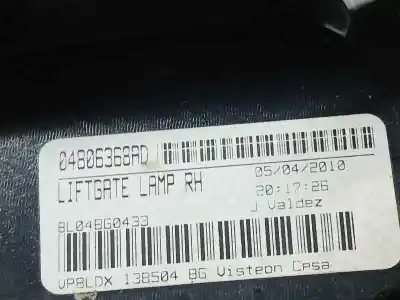 04806368AD
LIFTGATE LAMP RH
05/04/2010
20:17:26
8L04BG0433
J Valdez
VP8LDX 13B504 BG Visteon Cpsa